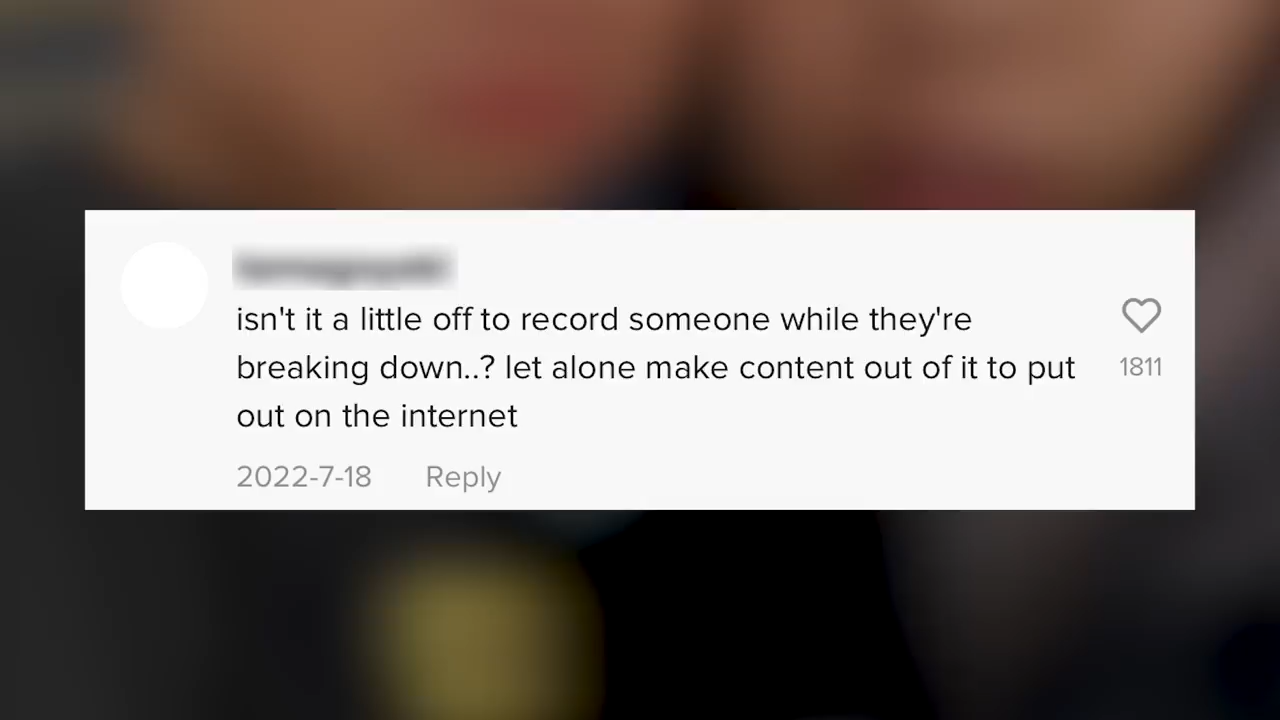 isn't it a little off to record someone while they're
breaking down..? let alone make content out of it to put
out on the internet
1811
2022-7-18 Reply